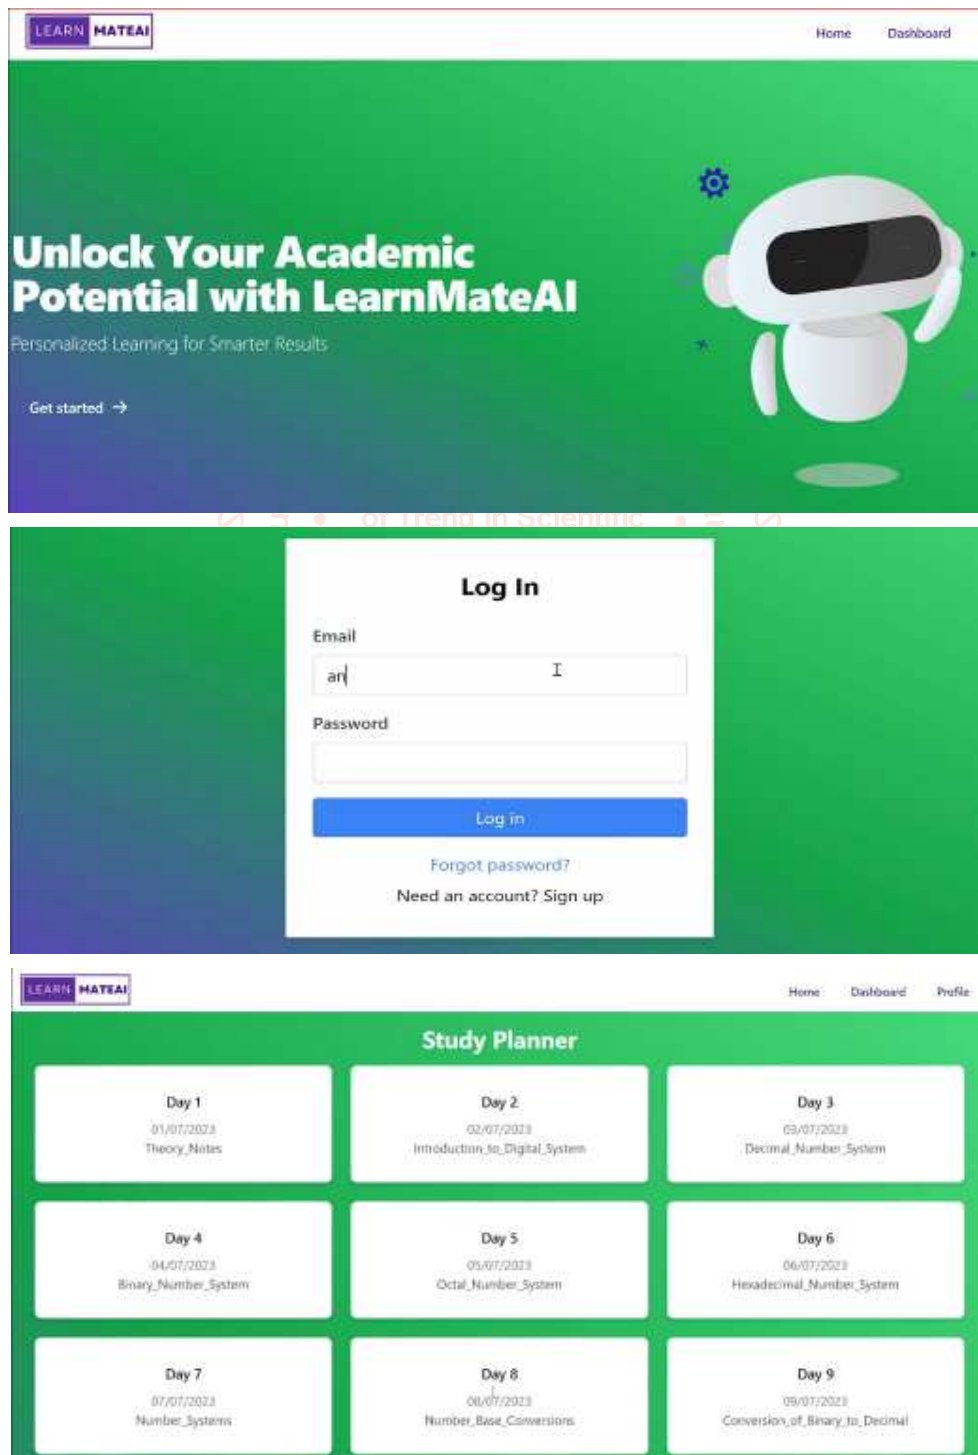 LEARN MATEAI
Home Dashboard
Unlock Your Academic
Potential with LearnMateAI
Personalized Learning for Smarter Results
Get started →
of Trend in Scientific
Log In
Email
an
Password
Log in
Forgot password?
Need an account? Sign up
LEARN MATEAI
Home Dashboard Profile
Study Planner
Day 1
01/07/2023
Theory_Notes
Day 2
02/07/2023
Introduction_to_Digital_System
Day 3
03/07/2023
Decimal_Number_System
Day 4
04/07/2023
Binary_Number_System
Day 5
05/07/2023
Octal_Number_System
Day 6
06/07/2023
Hexadecimal_Number_System
Day 7
07/07/2023
Number_Systems
Day 8
08/07/2023
Number_Base_Conversions
Day 9
09/07/2023
Conversion_of_Binary_to_Decimal